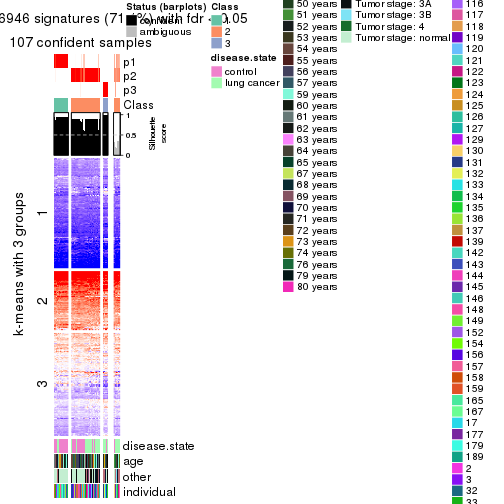 6946 signatures
fdr < 0.05
107 confident samples
p1
p2
p3
Class
1
0.5
0
Silhouette
score
k-means with 3 groups
1
2
3
disease.state
age
other
individual
Status (barplots)
ambiguous
Class
2
3
disease.state
control
lung cancer
50 years
51 years
52 years
53 years
54 years
55 years
56 years
57 years
59 years
60 years
61 years
62 years
63 years
64 years
65 years
67 years
68 years
69 years
70 years
71 years
72 years
73 years
74 years
76 years
79 years
80 years
Tumor stage: 3A
Tumor stage: 3B
Tumor stage: 4
Tumor stage: normal
116
117
118
119
120
121
122
123
124
125
126
127
129
130
131
132
133
134
135
136
137
139
142
143
144
145
146
148
149
152
154
156
157
158
159
165
167
17
177
179
189
2
3
32
33